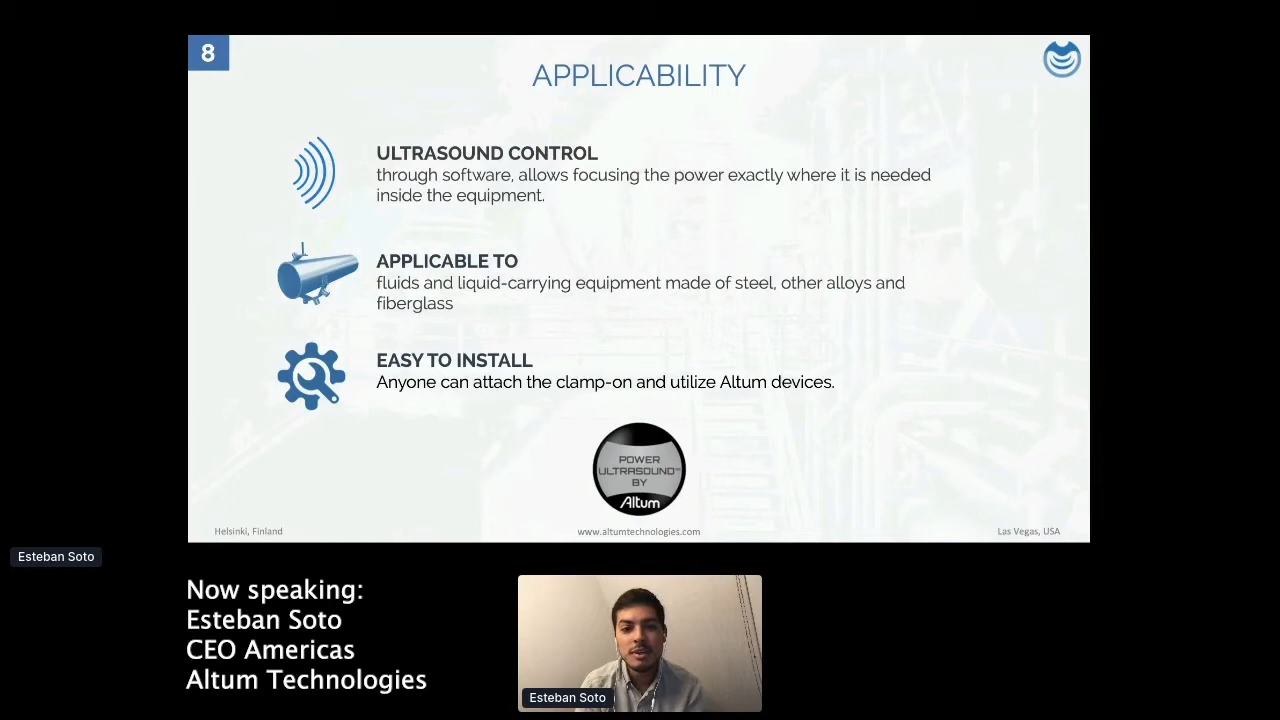 8
APPLICABILITY
ULTRASOUND CONTROL
through software, allows focusing the power exactly where it is needed
inside the equipment.
APPLICABLE TO
fluids and liquid-carrying equipment made of steel, other alloys and
fiberglass
EASY TO INSTALL
Anyone can attach the clamp-on and utilize Altum devices.
POWER
ULTRASOUND™
BY
Altum
Helsinki, Finland
www.altumtechnologies.com
Las Vegas, USA
Esteban Soto
Now speaking:
Esteban Soto
CEO Americas
Altum Technologies
Esteban Soto